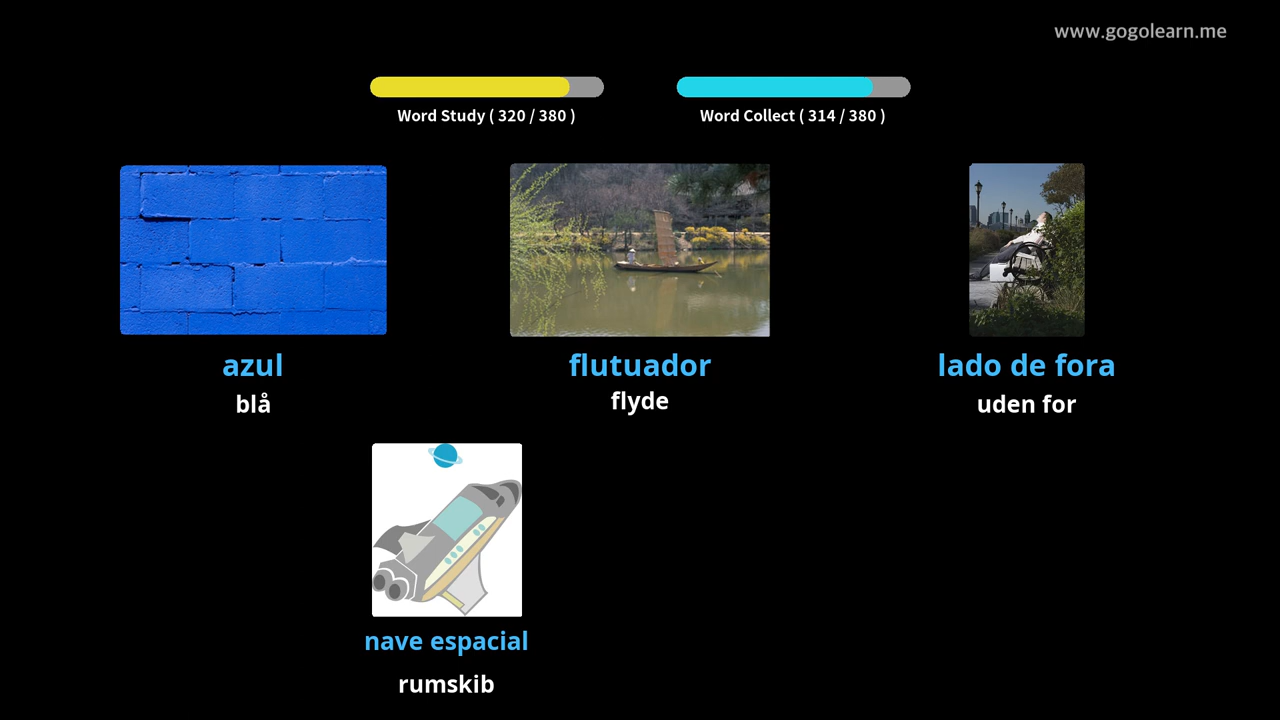 www.gogolearn.me
Word Study ( 320 / 380 )
Word Collect ( 314 / 380 )
azul
flutuador
lado de fora
blå
flyde
uden for
nave espacial
rumskib